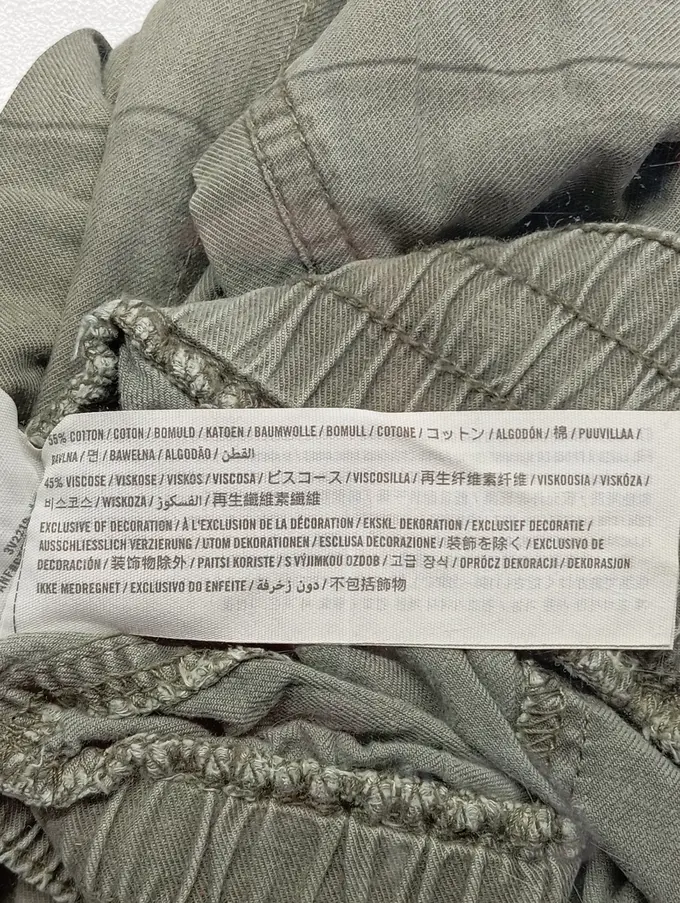 55% COTTON / COTON / BOMULD / KATOEN / BAUMWOLLE / BOMULL / COTONE / コットン / ALGODÓN / 棉 / PUUVILLAA /
BAVLNA / 면 / BAWEŁNA / ALGODÃO / القطن
45% VISCOSE / VISKOSE / VISKOS / VISCOSA / ビスコース / VISCOSILLA / 再生纤维素纤维 / VISKOOSIA / VISKÓZA /
비스코스 / WISKOZA / الفسكوز / 再生纖維素纖維
EXCLUSIVE OF DECORATION / À L'EXCLUSION DE LA DÉCORATION / EKSKL. DEKORATION / EXCLUSIEF DECORATIE /
AUSSCHLIESSLICH VERZIERUNG / UTOM DEKORATIONEN / ESCLUSA DECORAZIONE / 装飾を除く / EXCLUSIVO DE
DECORACIÓN / 装饰物除外 / PAITSI KORISTE / S VÝJIMKOU OZDOB / 고급 장식 / OPRÓCZ DEKORACJI / DEKORASJON
IKKE MEDREGNET / EXCLUSIVO DO ENFEITE / دون زخرفة / 不包括飾物